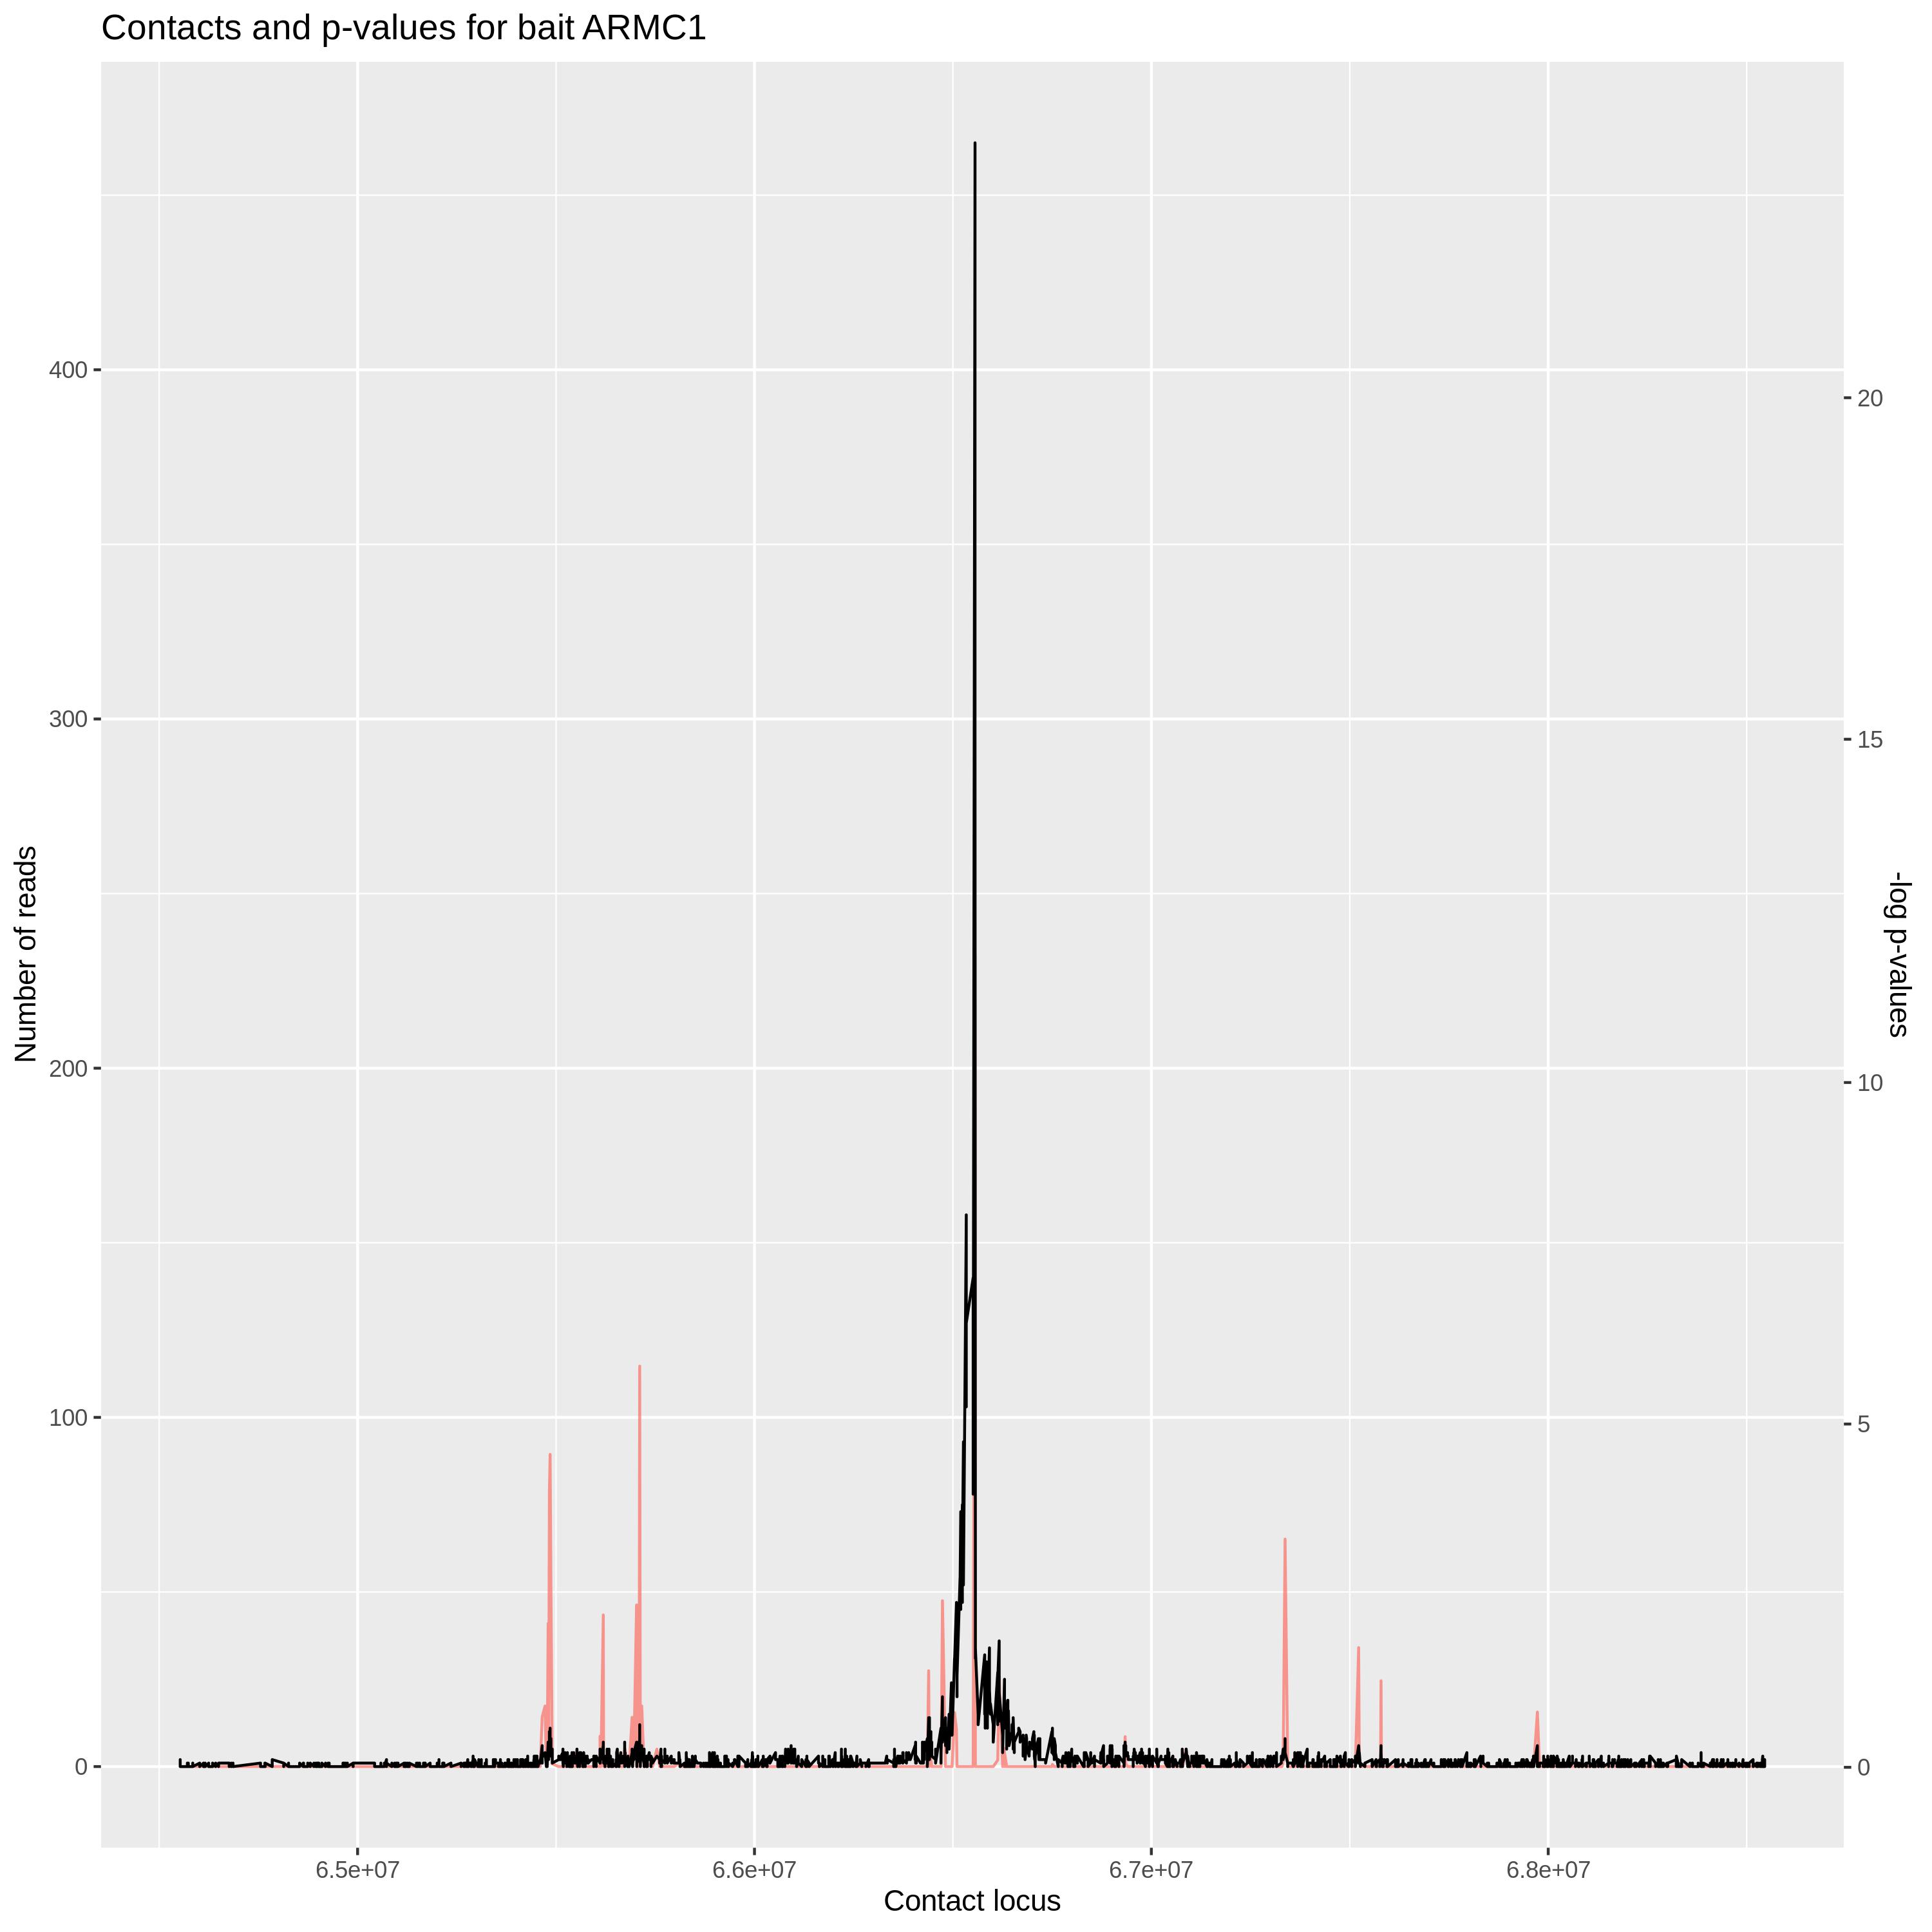 Contacts and p-values for bait ARMC1
Number of reads
400
300
200
100
0
20
15
10
5
0
-log p-values
6.5e+07 6.6e+07 6.7e+07 6.8e+07
Contact locus